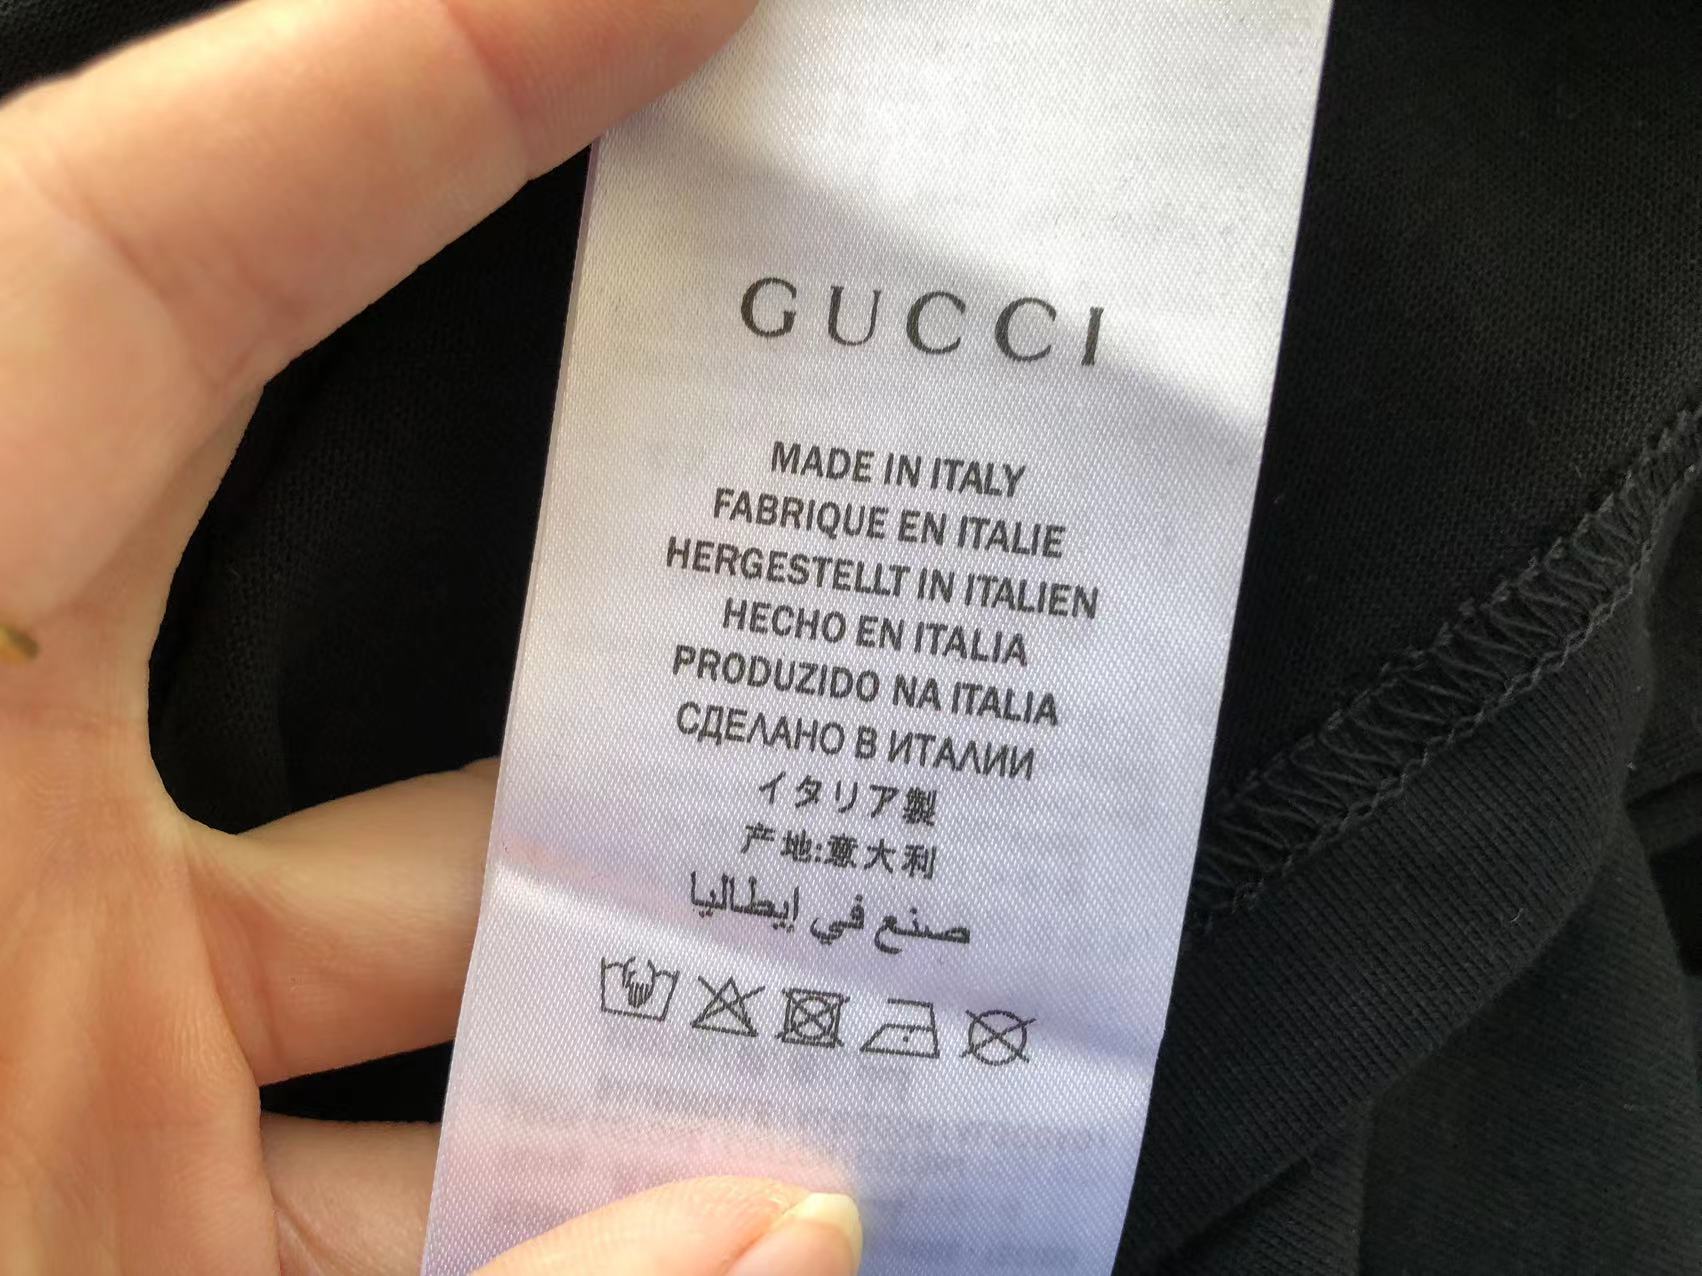 GUCCI
MADE IN ITALY
FABRIQUE EN ITALIE
HERGESTELLT IN ITALIEN
HECHO EN ITALIA
PRODUZIDO NA ITALIA
СДЕЛАНО В ИТАЛИИ
イタリア製
产地:意大利
صنع في إيطاليا